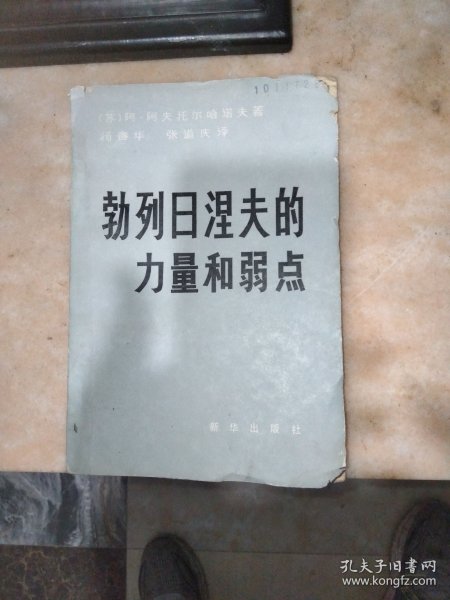 〔苏〕阿·阿夫托尔哈诺夫著
杨春华 张道庆译
勃列日涅夫的
力量和弱点
新华出版社
孔夫子旧书网
www.kongfz.com